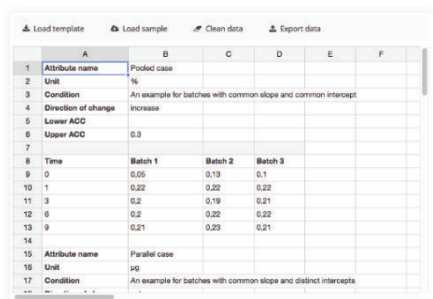 Load template Load sample Clean data Export data
A B C D E F
1 Attribute name Pooled case
2 Unit %
3 Condition An example for batches with common slope and common intercept
4 Direction of change increase
5 Lower ACC
6 Upper ACC 0.3
7
8 Time Batch 1 Batch 2 Batch 3
9 0 0,05 0,13 0,1
10 1 0,22 0,22 0,22
11 3 0,2 0,19 0,21
12 6 0,2 0,22 0,22
13 9 0,21 0,23 0,21
14
15 Attribute name Parallel case
16 Unit µg
17 Condition An example for batches with common slope and distinct intercepts